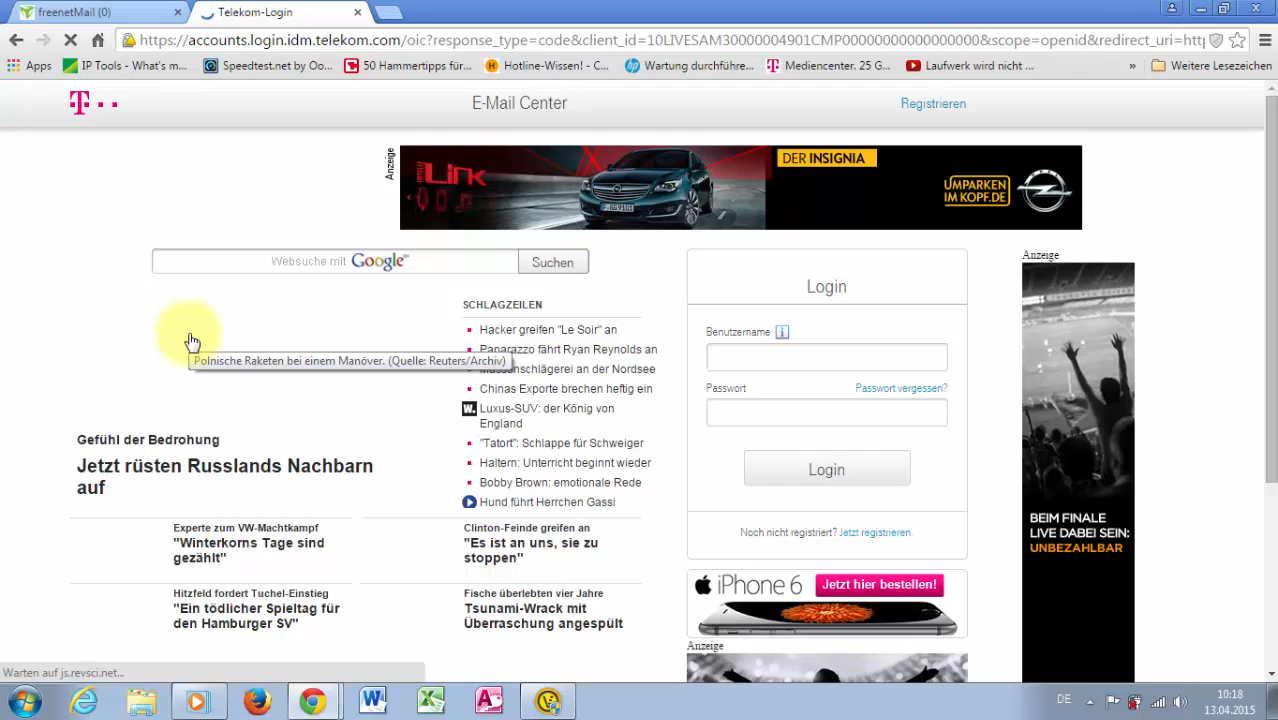 freenetMail (0)
Telekom-Login
https://accounts.login.idm.telekom.com/oic?response_type=code&client_id=10LIVESAM30000004901CMP00000000000000000&scope=openid&redirect_uri=htt
Apps
IP Tools - What's m...
Speedtest.net by Oo...
50 Hammertipps für...
Hotline-Wissen! - C...
Wartung durchführe...
Mediencenter. 25 G...
Laufwerk wird nicht ...
»
Weitere Lesezeichen
T
E-Mail Center
Registrieren
Anzeige
Link
DER INSIGNIA
UMPARKEN
IM KOPF.DE
Websuche mit Google™
Suchen
SCHLAGZEILEN
Hacker greifen "Le Soir" an
Panarazzo fährt Ryan Reynolds an
Polnische Raketen bei einem Manöver. (Quelle: Reuters/Archiv)
Massenschlägerei an der Nordsee
Chinas Exporte brechen heftig ein
W. Luxus-SUV: der König von
England
"Tatort": Schlappe für Schweiger
Haltern: Unterricht beginnt wieder
Bobby Brown: emotionale Rede
Hund führt Herrchen Gassi
Gefühl der Bedrohung
Jetzt rüsten Russlands Nachbarn
auf
Experte zum VW-Machtkampf
"Winterkorns Tage sind
gezählt"
Clinton-Feinde greifen an
"Es ist an uns, sie zu
stoppen"
Hitzfeld fordert Tuchel-Einstieg
"Ein tödlicher Spieltag für
den Hamburger SV"
Fische überlebten vier Jahre
Tsunami-Wrack mit
Überraschung angespült
Login
Benutzername i
Passwort
Passwort vergessen?
Login
Noch nicht registriert? Jetzt registrieren.
iPhone 6
Jetzt hier bestellen!
Anzeige
Anzeige
BEIM FINALE
LIVE DABEI SEIN:
UNBEZAHLBAR
Warten auf js.revsci.net...
DE
10:18
13.04.2015